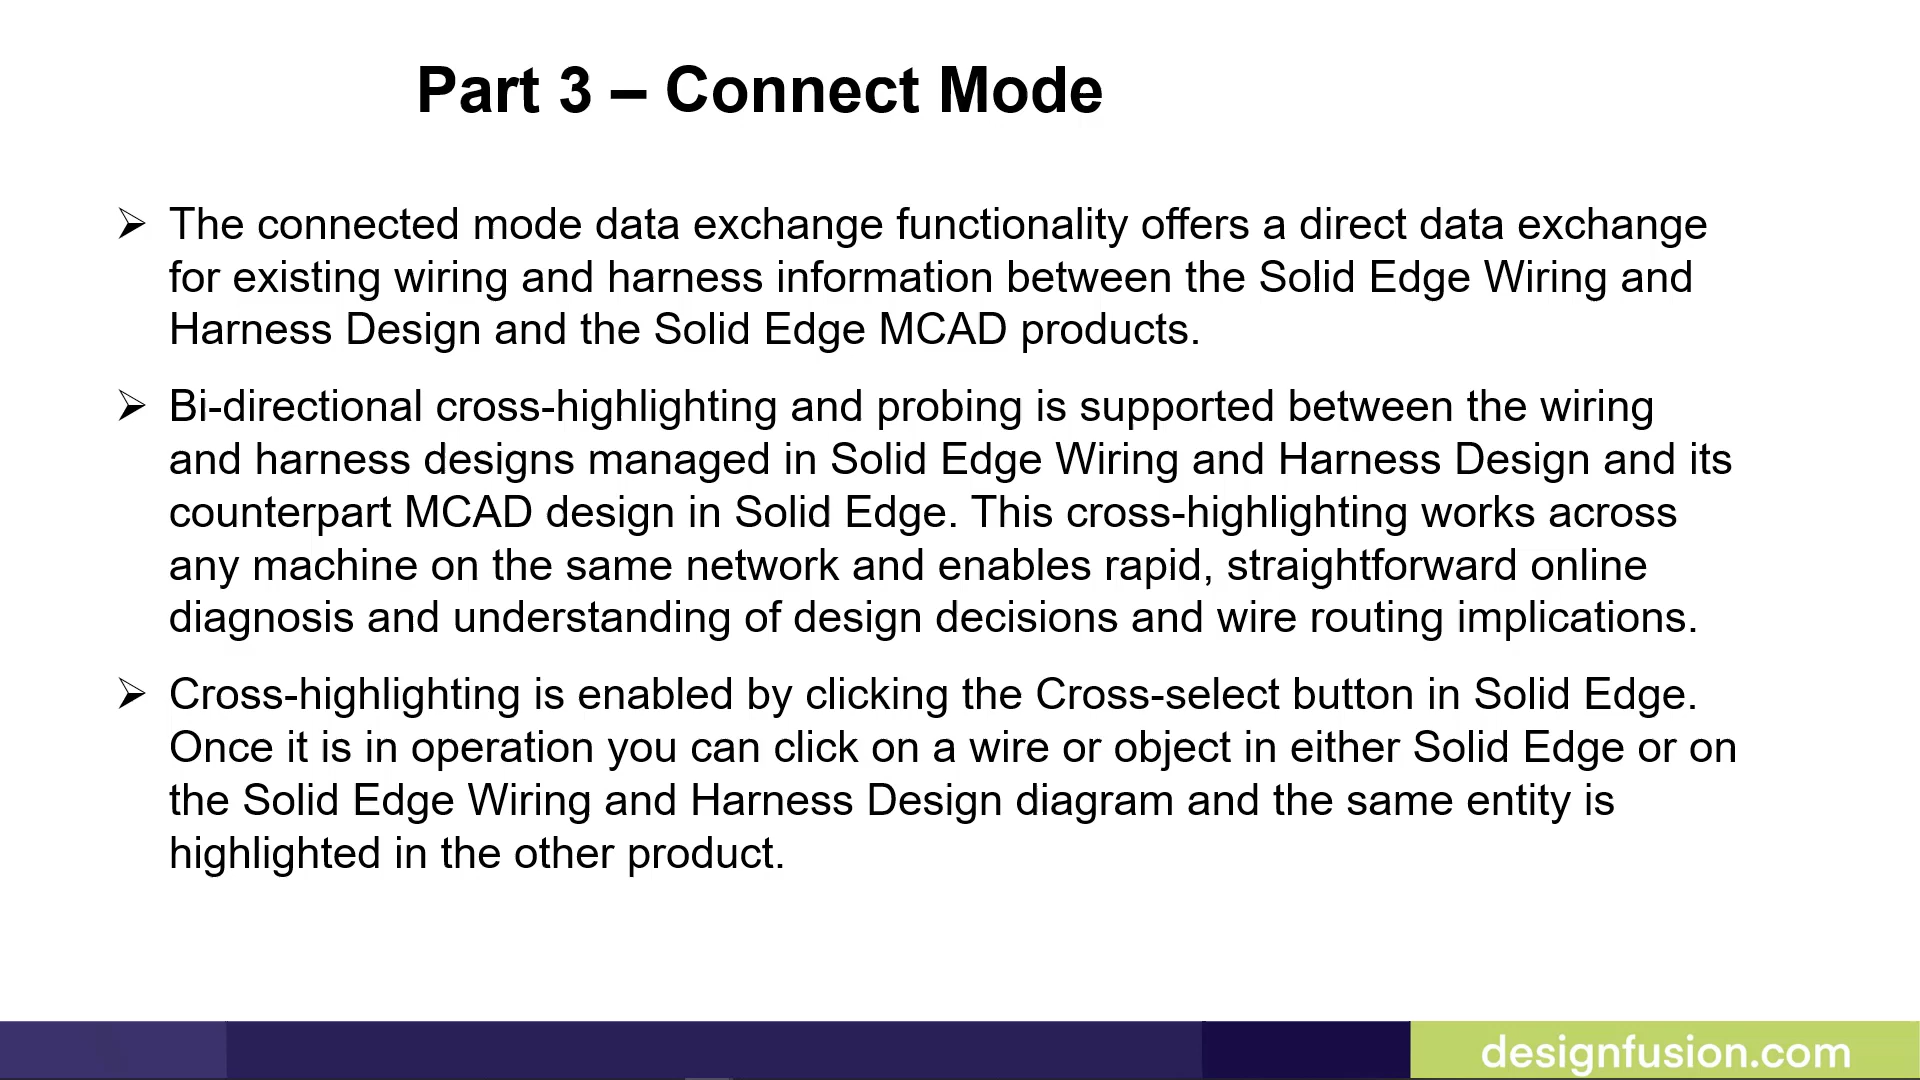 Part 3 – Connect Mode
➢ The connected mode data exchange functionality offers a direct data exchange
for existing wiring and harness information between the Solid Edge Wiring and
Harness Design and the Solid Edge MCAD products.
➢ Bi-directional cross-highlighting and probing is supported between the wiring
and harness designs managed in Solid Edge Wiring and Harness Design and its
counterpart MCAD design in Solid Edge. This cross-highlighting works across
any machine on the same network and enables rapid, straightforward online
diagnosis and understanding of design decisions and wire routing implications.
➢ Cross-highlighting is enabled by clicking the Cross-select button in Solid Edge.
Once it is in operation you can click on a wire or object in either Solid Edge or on
the Solid Edge Wiring and Harness Design diagram and the same entity is
highlighted in the other product.
designfusion.com